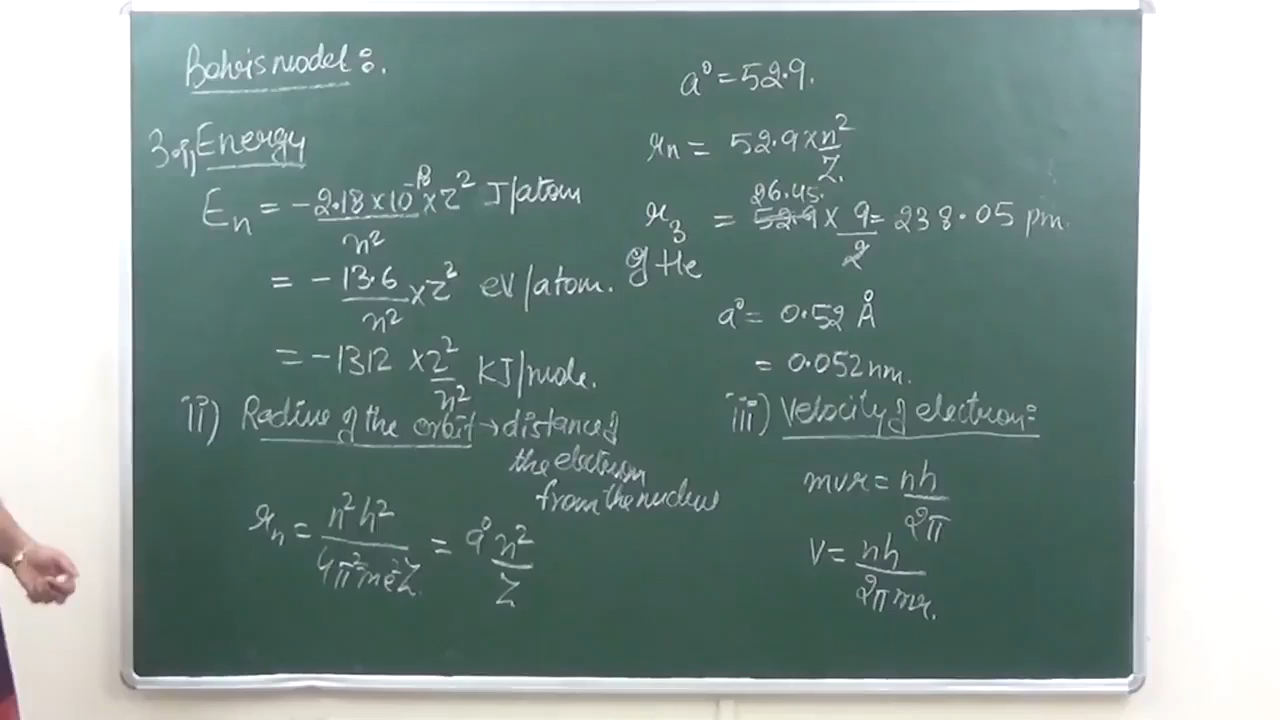 Bohr's model :.
3.i, Energy
En = -2.18×10⁻¹⁸/n² × Z² J/atom
= -13.6/n² × Z² eV/atom.
= -1312 × Z²/n² KJ/mole.
ii) Radius of the orbit → distance of
the electron
from the nucleus
rn = n²h²/4π²me²Z = a° n²/Z
a° = 52.9.
rn = 52.9 × n²/Z.
26.45.
r3 = 52.9 × 9/2 = 238.05 pm.
of He
a° = 0.52 Å
= 0.052 nm.
iii) Velocity of electron:
mvr = nh/2π
V = nh/2πmr.